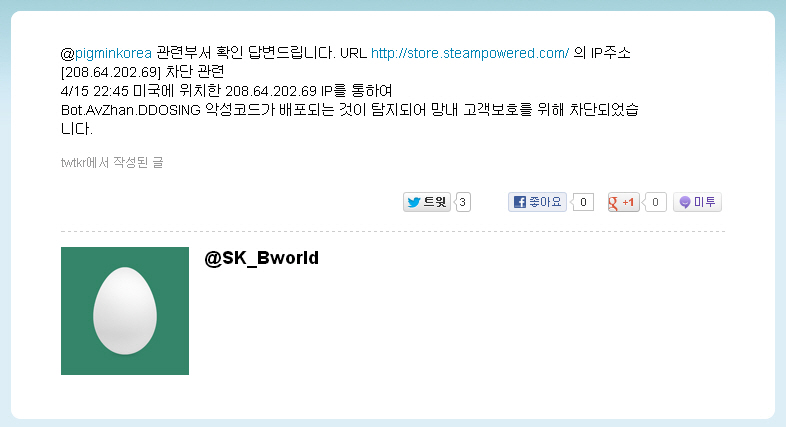 @pigminkorea 관련부서 확인 답변드립니다. URL http://store.steampowered.com/ 의 IP주소
[208.64.202.69] 차단 관련
4/15 22:45 미국에 위치한 208.64.202.69 IP를 통하여
Bot.AvZhan.DDOSING 악성코드가 배포되는 것이 탐지되어 망내 고객보호를 위해 차단되었습
니다.
twtkr에서 작성된 글
트윗 3 좋아요 0 g +1 0 미투
@SK_Bworld